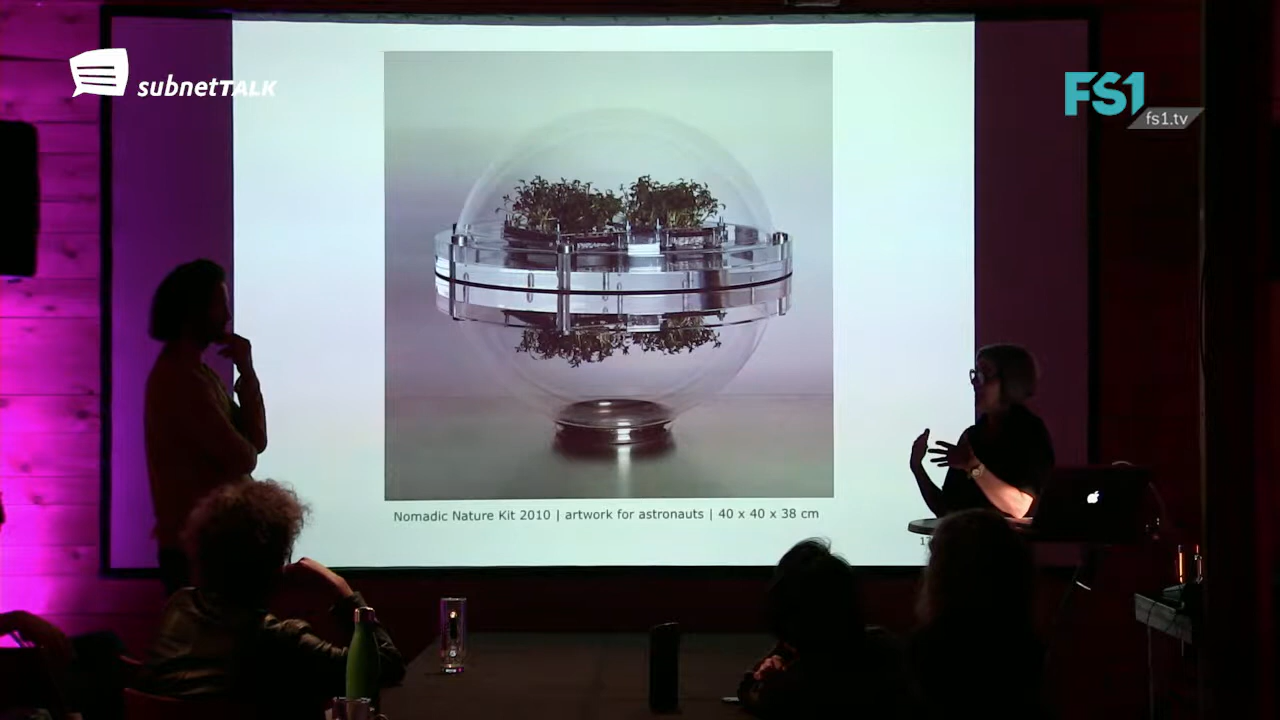 subnetTALK
FS1
fs1.tv
Nomadic Nature Kit 2010 | artwork for astronauts | 40 x 40 x 38 cm